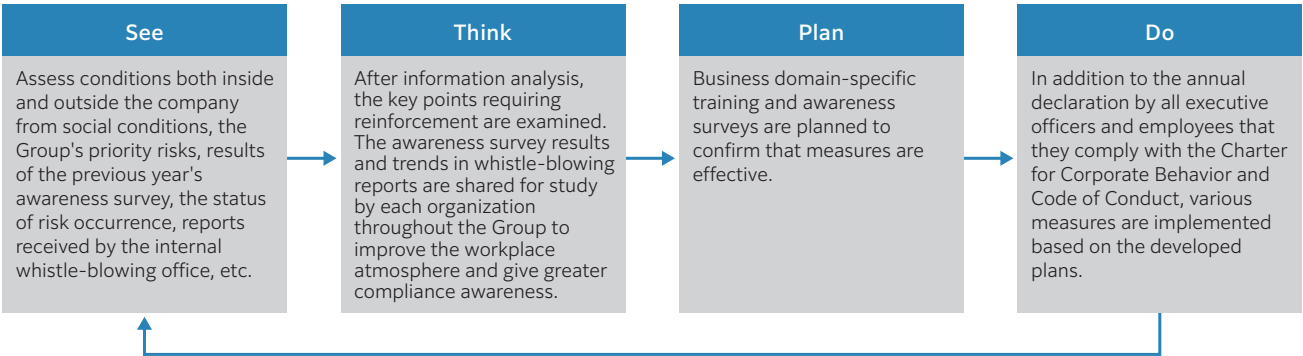 See
Assess conditions both inside
and outside the company
from social conditions, the
Group's priority risks, results
of the previous year's
awareness survey, the status
of risk occurrence, reports
received by the internal
whistle-blowing office, etc.
Think
After information analysis,
the key points requiring
reinforcement are examined.
The awareness survey results
and trends in whistle-blowing
reports are shared for study
by each organization
throughout the Group to
improve the workplace
atmosphere and give greater
compliance awareness.
Plan
Business domain-specific
training and awareness
surveys are planned to
confirm that measures are
effective.
Do
In addition to the annual
declaration by all executive
officers and employees that
they comply with the Charter
for Corporate Behavior and
Code of Conduct, various
measures are implemented
based on the developed
plans.